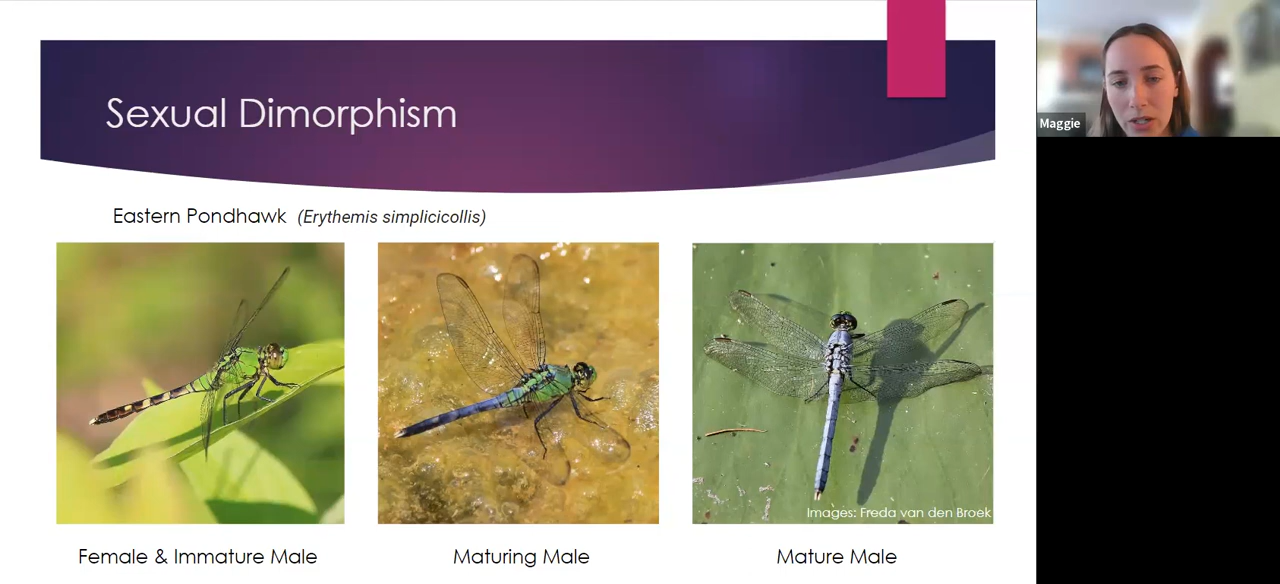 Sexual Dimorphism
Maggie
Eastern Pondhawk (Erythemis simplicicollis)
Images: Freda van den Broek
Female & Immature Male
Maturing Male
Mature Male